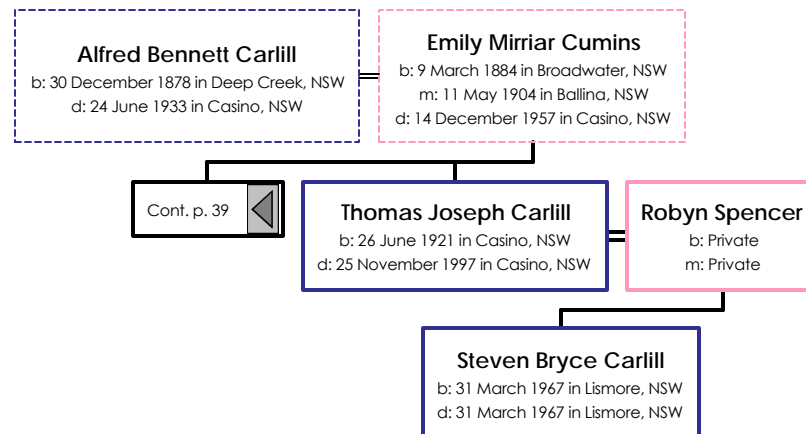 Alfred Bennett Carlill
b: 30 December 1878 in Deep Creek, NSW
d: 24 June 1933 in Casino, NSW
Emily Mirriar Cumins
b: 9 March 1884 in Broadwater, NSW
m: 11 May 1904 in Ballina, NSW
d: 14 December 1957 in Casino, NSW
Cont. p. 39
Thomas Joseph Carlill
b: 26 June 1921 in Casino, NSW
d: 25 November 1997 in Casino, NSW
Robyn Spencer
b: Private
m: Private
Steven Bryce Carlill
b: 31 March 1967 in Lismore, NSW
d: 31 March 1967 in Lismore, NSW